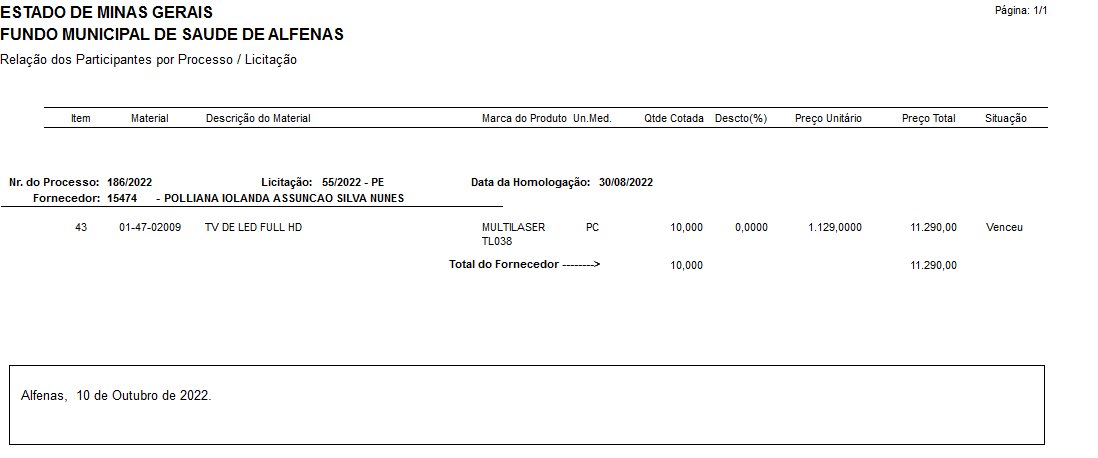 ESTADO DE MINAS GERAIS
Página: 1/1
FUNDO MUNICIPAL DE SAUDE DE ALFENAS
Relação dos Participantes por Processo / Licitação
Item Material Descrição do Material Marca do Produto Un.Med. Qtde Cotada Descto(%) Preço Unitário Preço Total Situação
Nr. do Processo: 186/2022 Licitação: 55/2022 - PE Data da Homologação: 30/08/2022
Fornecedor: 15474 - POLLIANA IOLANDA ASSUNCAO SILVA NUNES
43 01-47-02009 TV DE LED FULL HD MULTILASER PC 10,000 0,0000 1.129,0000 11.290,00 Venceu
TL038
Total do Fornecedor --------> 10,000 11.290,00
Alfenas, 10 de Outubro de 2022.